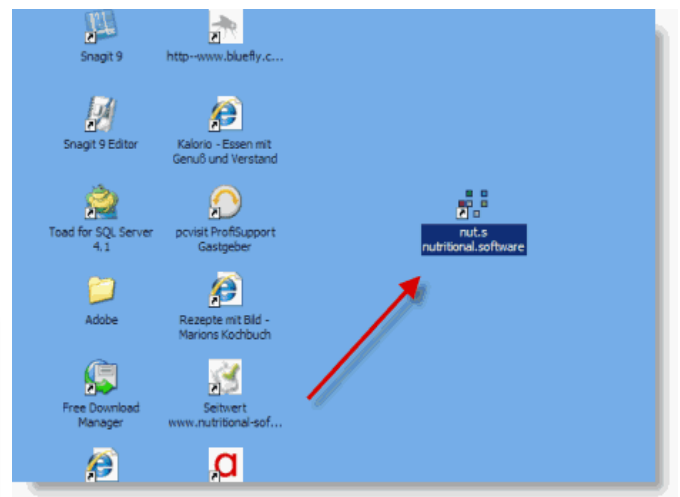 Snagit 9
http--www.bluefly.c...
Snagit 9 Editor
Kalorio - Essen mit
Genuß und Verstand
Toad for SQL Server
4.1
pcvisit ProfiSupport
Gastgeber
nut.s
nutritional.software
Adobe
Rezepte mit Bild -
Marions Kochbuch
Free Download
Manager
Seitwert
www.nutritional-sof...
a